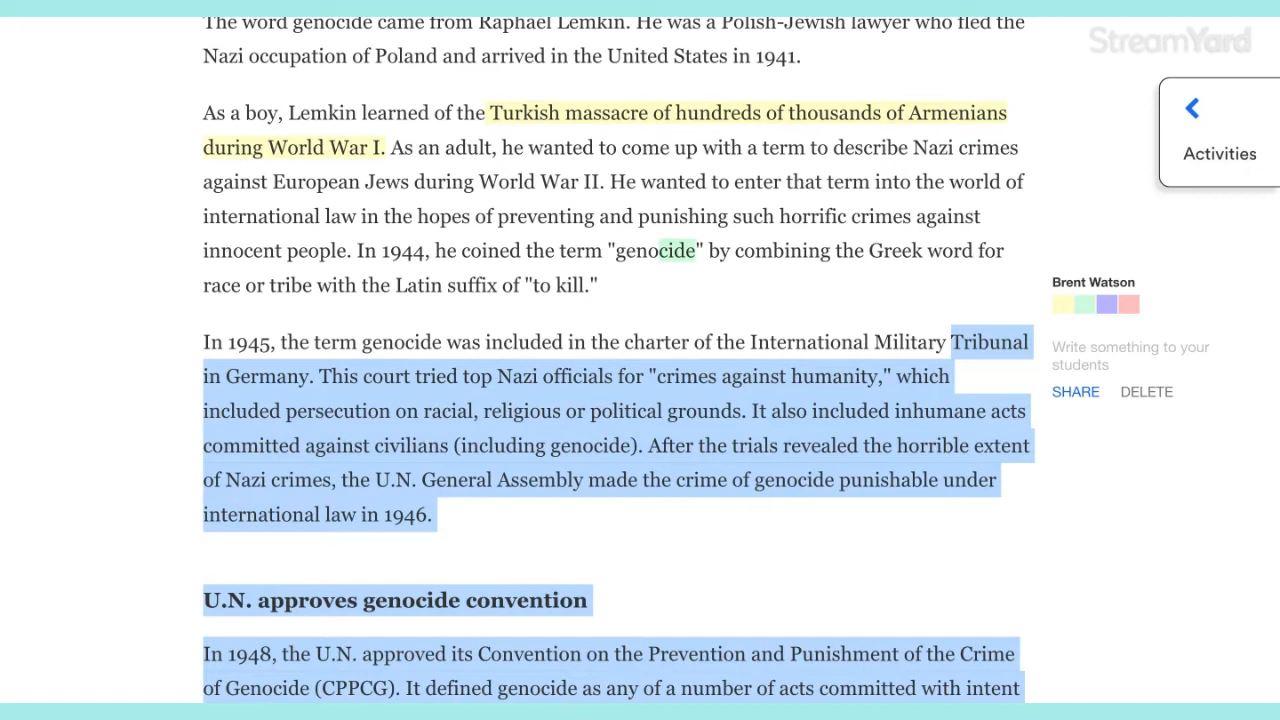 The word genocide came from Raphael Lemkin. He was a Polish-Jewish lawyer who fled the
Nazi occupation of Poland and arrived in the United States in 1941.
As a boy, Lemkin learned of the Turkish massacre of hundreds of thousands of Armenians
during World War I. As an adult, he wanted to come up with a term to describe Nazi crimes
against European Jews during World War II. He wanted to enter that term into the world of
international law in the hopes of preventing and punishing such horrific crimes against
innocent people. In 1944, he coined the term "genocide" by combining the Greek word for
race or tribe with the Latin suffix of "to kill."
In 1945, the term genocide was included in the charter of the International Military Tribunal
in Germany. This court tried top Nazi officials for "crimes against humanity," which
included persecution on racial, religious or political grounds. It also included inhumane acts
committed against civilians (including genocide). After the trials revealed the horrible extent
of Nazi crimes, the U.N. General Assembly made the crime of genocide punishable under
international law in 1946.
U.N. approves genocide convention
In 1948, the U.N. approved its Convention on the Prevention and Punishment of the Crime
of Genocide (CPPCG). It defined genocide as any of a number of acts committed with intent
StreamYard
Activities
Brent Watson
Write something to your
students
SHARE DELETE